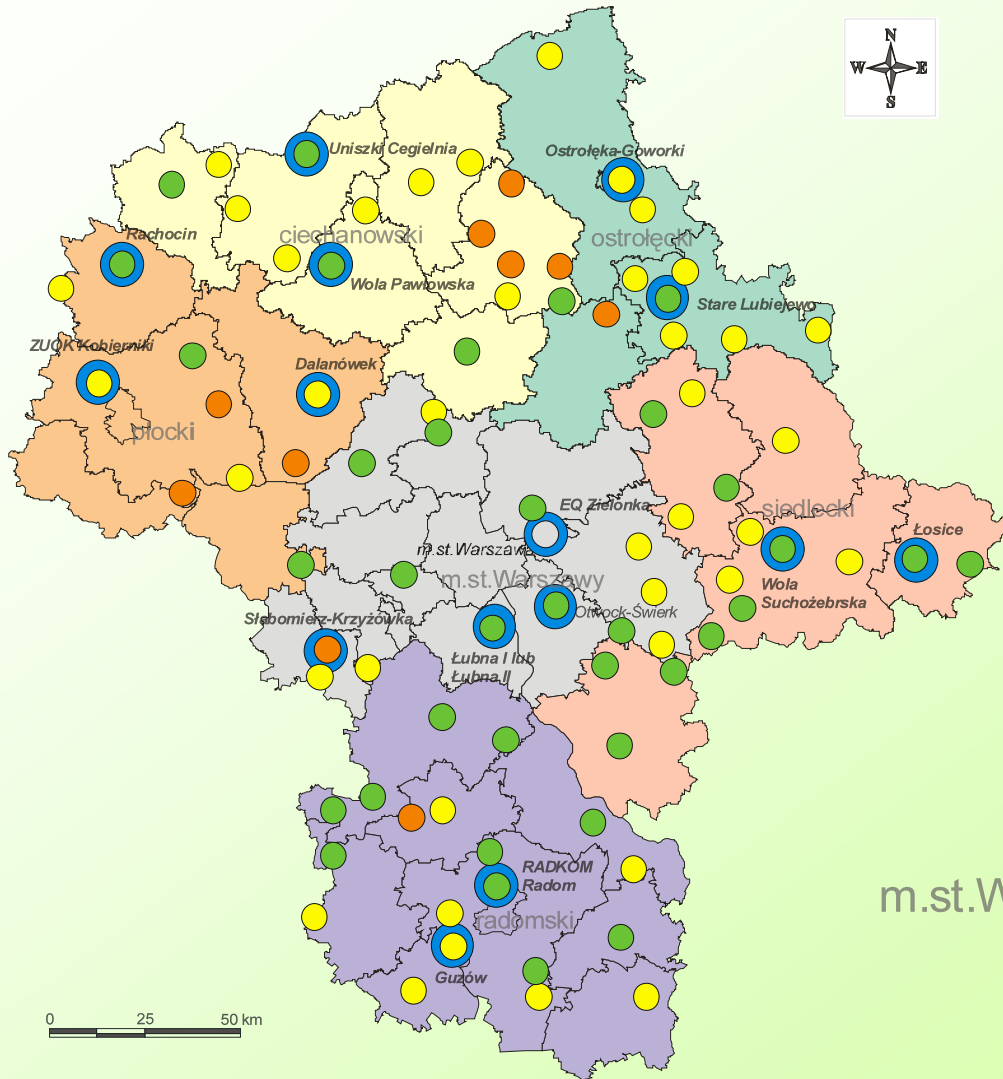 N
W E
S
Uniszki Cegielnia
Ostrołęka-Goworki
Rachocin
ciechanowski
ostrołęcki
Wola Pawłowska
Stare Lubiejewo
ZUOK Kobierniki
Dalanówek
płocki
EQ Zielonka
siedlecki
Łosice
m.st.Warszawa
m.st.Warszawy
Wola
Suchożebrska
Otwock-Świerk
Słabomierz-Krzyżówka
Łubna I lub
Łubna II
RADKOM
Radom
m.st.W
radomski
Guzów
0 25 50 km